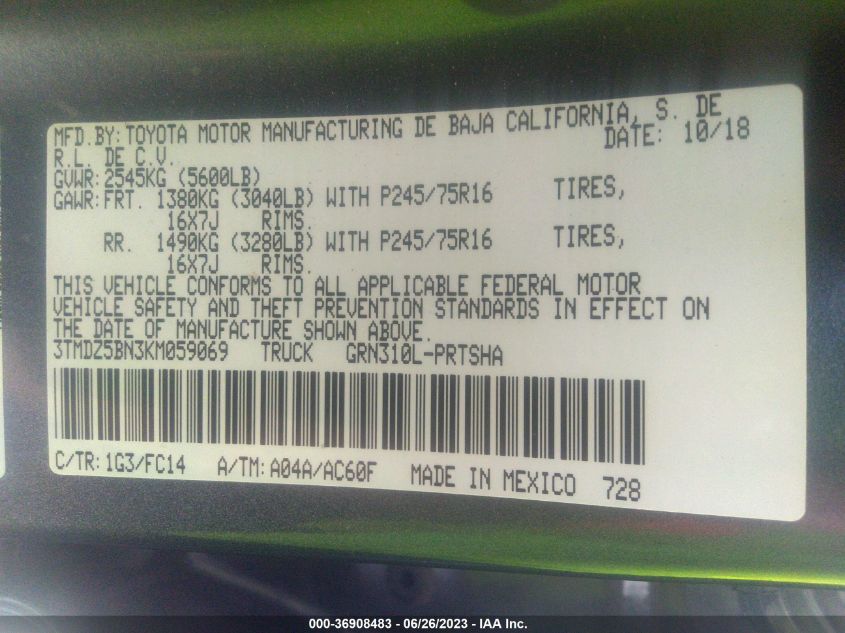 MFD.BY:TOYOTA MOTOR MANUFACTURING DE BAJA CALIFORNIA, S. DE
R.L. DE C.V. DATE: 10/18
GVWR:2545KG (5600LB)
GAWR:FRT. 1380KG (3040LB) WITH P245/75R16 TIRES,
16X7J RIMS.
RR. 1490KG (3280LB) WITH P245/75R16 TIRES,
16X7J RIMS.
THIS VEHICLE CONFORMS TO ALL APPLICABLE FEDERAL MOTOR
VEHICLE SAFETY AND THEFT PREVENTION STANDARDS IN EFFECT ON
THE DATE OF MANUFACTURE SHOWN ABOVE.
3TMDZ5BN3KM059069 TRUCK GRN310L-PRTSHA
C/TR:1G3/FC14 A/TM:A04A/AC60F MADE IN MEXICO 728
000-36908483 - 06/26/2023 - IAA Inc.